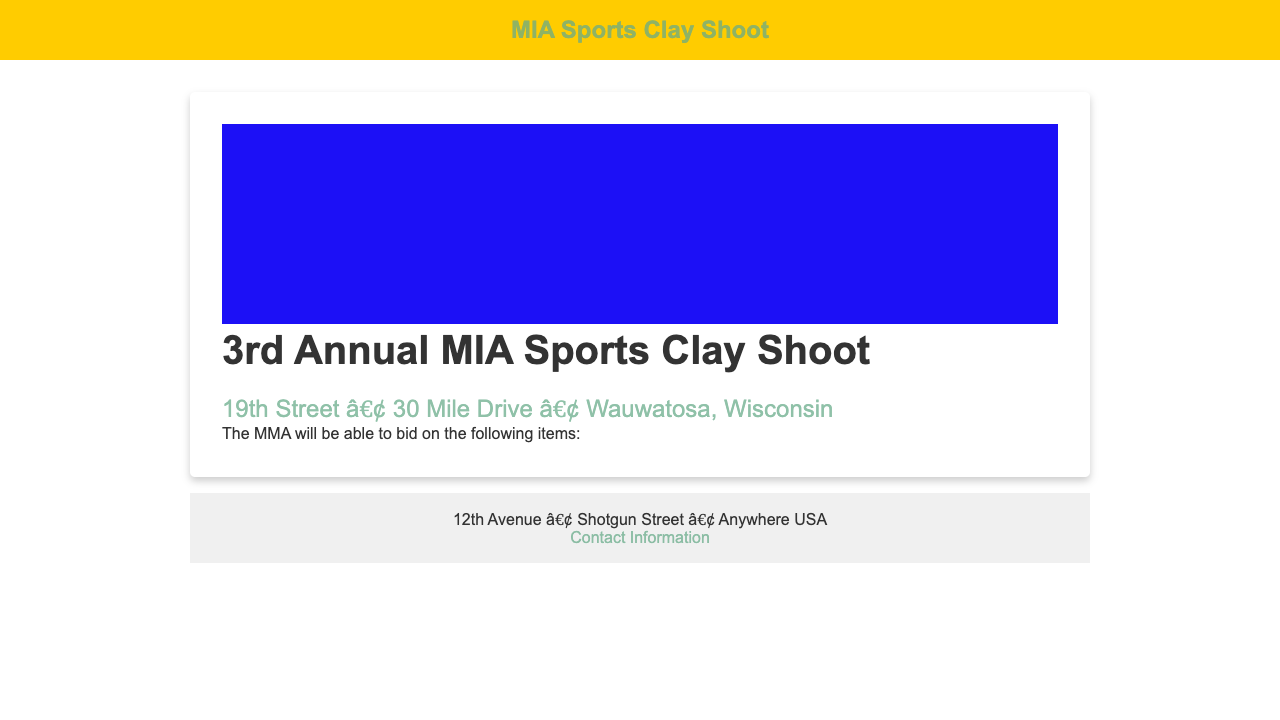 MIA Sports Clay Shoot
3rd Annual MIA Sports Clay Shoot
19th Street â€¢ 30 Mile Drive â€¢ Wauwatosa, Wisconsin
The MMA will be able to bid on the following items:
12th Avenue â€¢ Shotgun Street â€¢ Anywhere USA
Contact Information